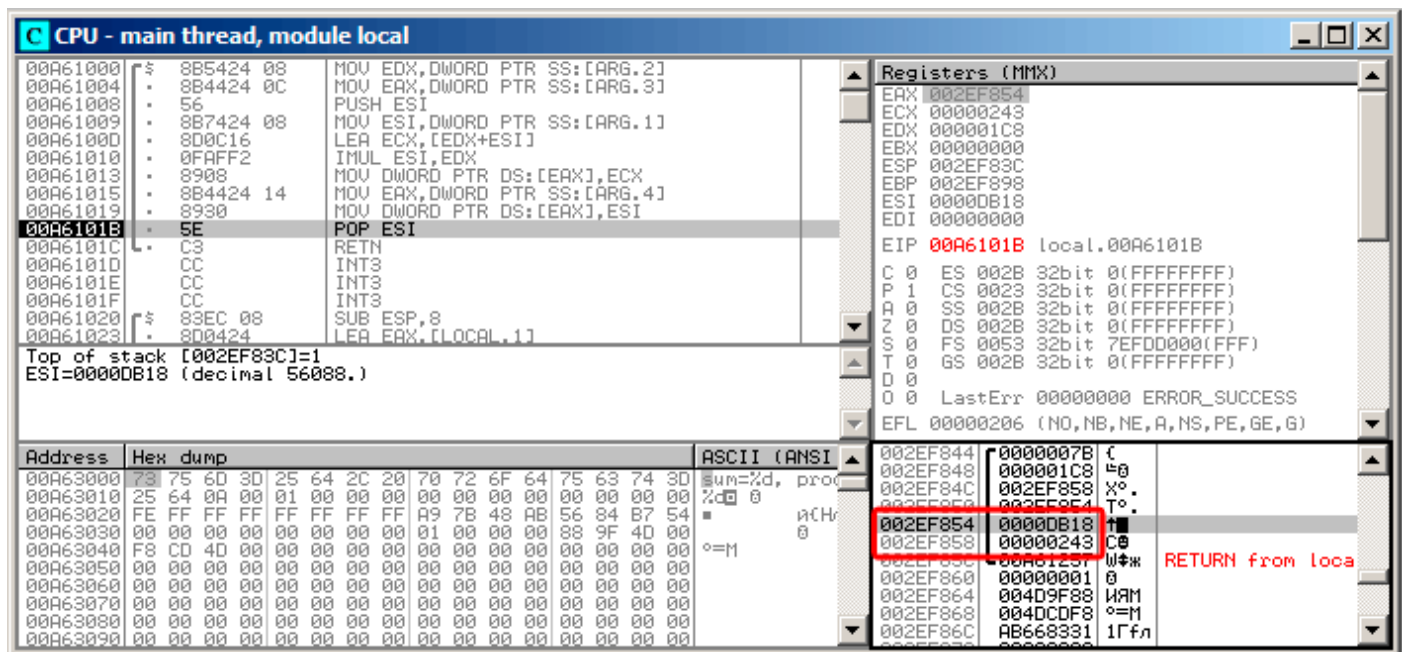 C CPU - main thread, module local
00A61000 $ 8B5424 08 MOV EDX,DWORD PTR SS:[ARG.2]
00A61004 . 8B4424 0C MOV EAX,DWORD PTR SS:[ARG.3]
00A61008 . 56 PUSH ESI
00A61009 . 8B7424 08 MOV ESI,DWORD PTR SS:[ARG.1]
00A6100D . 8D0C16 LEA ECX,[EDX+ESI]
00A61010 . 0FAFF2 IMUL ESI,EDX
00A61013 . 8908 MOV DWORD PTR DS:[EAX],ECX
00A61015 . 8B4424 14 MOV EAX,DWORD PTR SS:[ARG.4]
00A61019 . 8930 MOV DWORD PTR DS:[EAX],ESI
00A6101B . 5E POP ESI
00A6101C . C3 RETN
00A6101D CC INT3
00A6101E CC INT3
00A6101F CC INT3
00A61020 $ 83EC 08 SUB ESP,8
00A61023 . 8D0424 LEA EAX,[LOCAL.1]
Top of stack [002EF83C]=1
ESI=0000DB18 (decimal 56088.)
Registers (MMX)
EAX 002EF854
ECX 00000243
EDX 000001C8
EBX 00000000
ESP 002EF83C
EBP 002EF898
ESI 0000DB18
EDI 00000000
EIP 00A6101B local.00A6101B
C 0 ES 002B 32bit 0(FFFFFFFF)
P 1 CS 0023 32bit 0(FFFFFFFF)
A 0 SS 002B 32bit 0(FFFFFFFF)
Z 0 DS 002B 32bit 0(FFFFFFFF)
S 0 FS 0053 32bit 7EFDD000(FFF)
T 0 GS 002B 32bit 0(FFFFFFFF)
D 0
O 0 LastErr 00000000 ERROR_SUCCESS
EFL 00000206 (NO,NB,NE,A,NS,PE,GE,G)
Address Hex dump ASCII (ANSI
00A63000 73 75 6D 3D 25 64 2C 20 70 72 6F 64 75 63 74 3D sum=%d, prod
00A63010 25 64 0A 00 01 00 00 00 00 00 00 00 00 00 00 00 %d
00A63020 FE FF FF FF FF FF FF FF A9 7B 48 AB 56 84 B7 54
00A63030 00 00 00 00 00 00 00 00 01 00 00 00 88 9F 4D 00
00A63040 F8 CD 4D 00 00 00 00 00 00 00 00 00 00 00 00 00 °=M
00A63050 00 00 00 00 00 00 00 00 00 00 00 00 00 00 00 00
00A63060 00 00 00 00 00 00 00 00 00 00 00 00 00 00 00 00
00A63070 00 00 00 00 00 00 00 00 00 00 00 00 00 00 00 00
00A63080 00 00 00 00 00 00 00 00 00 00 00 00 00 00 00 00
00A63090 00 00 00 00 00 00 00 00 00 00 00 00 00 00 00 00
002EF844 0000007B {
002EF848 000001C8
002EF84C 002EF858 X°.
002EF854 T°.
002EF854 0000DB18
002EF858 00000243
00A61257 RETURN from loca
002EF860 00000001
002EF864 004D9F88 ИЯM
002EF868 004DCDF8 °=M
002EF86C AB668331 1Гfл